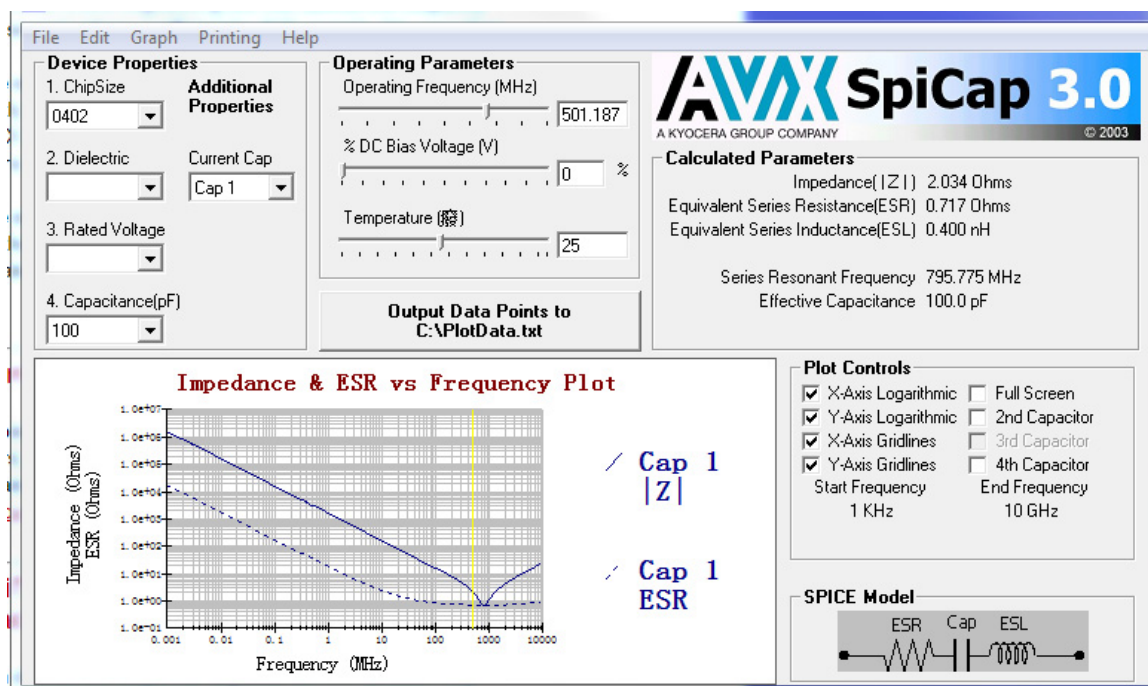 File Edit Graph Printing Help
Device Properties
1. ChipSize
0402
Additional
Properties
2. Dielectric
Current Cap
Cap 1
3. Rated Voltage
4. Capacitance(pF)
100
Operating Parameters
Operating Frequency (MHz)
501.187
% DC Bias Voltage (V)
0 %
Temperature (癈)
25
Output Data Points to
C:\PlotData.txt
AVX SpiCap 3.0
A KYOCERA GROUP COMPANY
© 2003
Calculated Parameters
Impedance(|Z|) 2.034 Ohms
Equivalent Series Resistance(ESR) 0.717 Ohms
Equivalent Series Inductance(ESL) 0.400 nH
Series Resonant Frequency 795.775 MHz
Effective Capacitance 100.0 pF
Impedance & ESR vs Frequency Plot
Impedance (Ohms)
ESR (Ohms)
1.0e+07
1.0e+06
1.0e+05
1.0e+04
1.0e+03
1.0e+02
1.0e+01
1.0e+00
1.0e-01
0.001 0.01 0.1 1 10 100 1000 10000
Frequency (MHz)
Cap 1
|Z|
Cap 1
ESR
Plot Controls
X-Axis Logarithmic Full Screen
Y-Axis Logarithmic 2nd Capacitor
X-Axis Gridlines 3rd Capacitor
Y-Axis Gridlines 4th Capacitor
Start Frequency End Frequency
1 KHz 10 GHz
SPICE Model
ESR Cap ESL